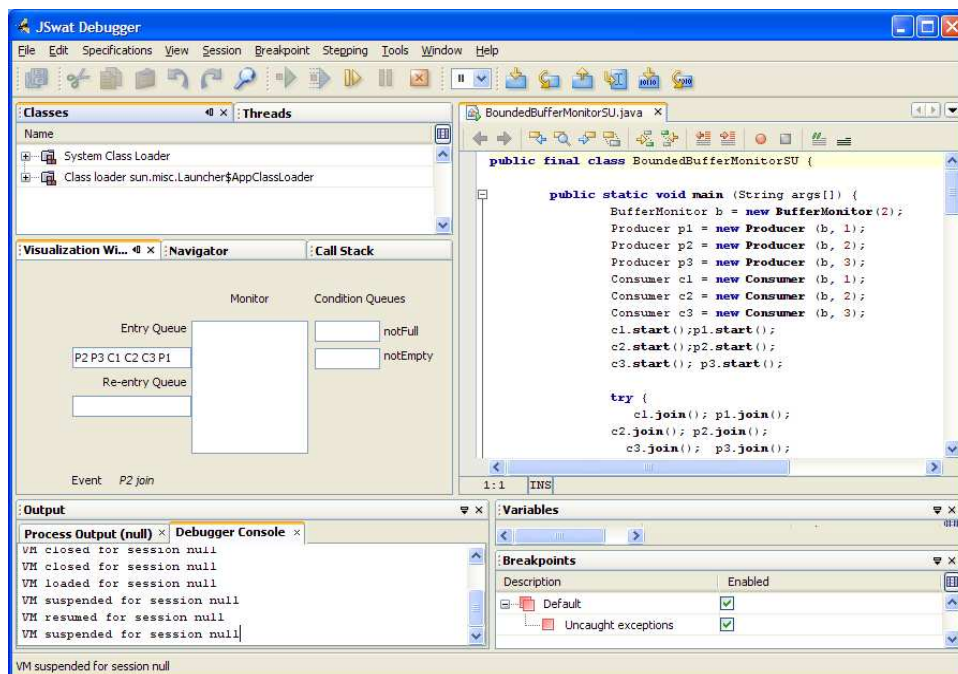 JSwat Debugger
File Edit Specifications View Session Breakpoint Stepping Tools Window Help
Classes Threads
Name
System Class Loader
Class loader sun.misc.Launcher$AppClassLoader
Visualization Wi... Navigator Call Stack
Monitor Condition Queues
Entry Queue notFull
P2 P3 C1 C2 C3 P1 notEmpty
Re-entry Queue
Event P2 join
BoundedBufferMonitorSU.java
public final class BoundedBufferMonitorSU {
public static void main (String args[]) {
BufferMonitor b = new BufferMonitor(2);
Producer p1 = new Producer (b, 1);
Producer p2 = new Producer (b, 2);
Producer p3 = new Producer (b, 3);
Consumer c1 = new Consumer (b, 1);
Consumer c2 = new Consumer (b, 2);
Consumer c3 = new Consumer (b, 3);
c1.start();p1.start();
c2.start();p2.start();
c3.start(); p3.start();
try {
c1.join(); p1.join();
c2.join(); p2.join();
c3.join(); p3.join();
1:1 INS
Output
Process Output (null) Debugger Console
VM closed for session null
VM closed for session null
VM loaded for session null
VM suspended for session null
VM resumed for session null
VM suspended for session null
Variables
Breakpoints
Description Enabled
Default
Uncaught exceptions
VM suspended for session null